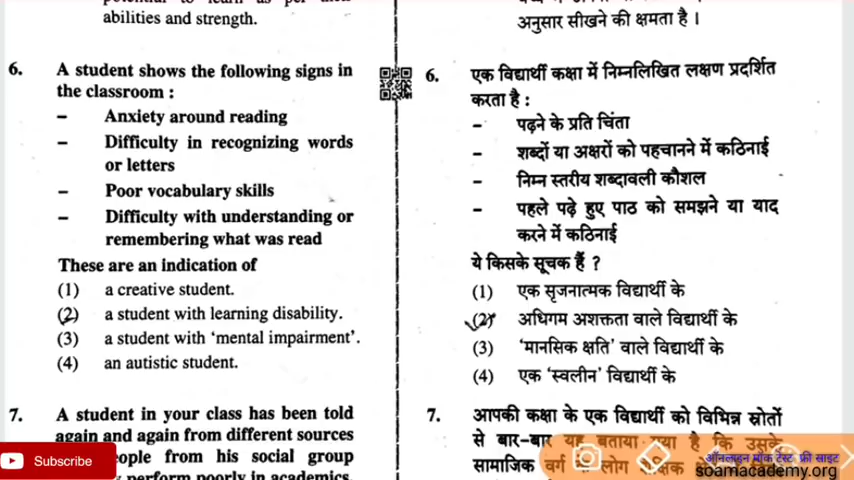 abilities and strength.
6. A student shows the following signs in
the classroom :
– Anxiety around reading
– Difficulty in recognizing words
or letters
– Poor vocabulary skills
– Difficulty with understanding or
remembering what was read
These are an indication of
(1) a creative student.
(2) a student with learning disability.
(3) a student with ‘mental impairment’.
(4) an autistic student.
7. A student in your class has been told
again and again from different sources
ople from his social group
perform poorly in academics.
अनुसार सीखने की क्षमता है ।
6. एक विद्यार्थी कक्षा में निम्नलिखित लक्षण प्रदर्शित
करता है :
- पढ़ने के प्रति चिंता
- शब्दों या अक्षरों को पहचानने में कठिनाई
- निम्न स्तरीय शब्दावली कौशल
- पहले पढ़े हुए पाठ को समझने या याद
करने में कठिनाई
ये किसके सूचक हैं ?
(1) एक सृजनात्मक विद्यार्थी के
(2) अधिगम अशक्तता वाले विद्यार्थी के
(3) ‘मानसिक क्षति’ वाले विद्यार्थी के
(4) एक ‘स्वलीन’ विद्यार्थी के
7. आपकी कक्षा के एक विद्यार्थी को विभिन्न स्रोतों
से बार-बार यह बताया गया है कि उसके
सामाजिक वर्ग के लोग
Subscribe
ऑनलाइन मॉक टेस्ट फ्री साइट
soamacademy.org